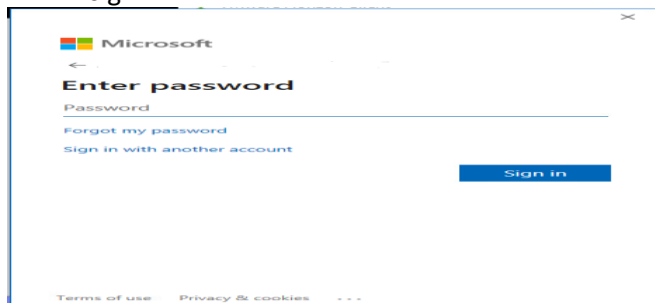 Microsoft
←
Enter password
Password
Forgot my password
Sign in with another account
Sign in
Terms of use Privacy & cookies ...